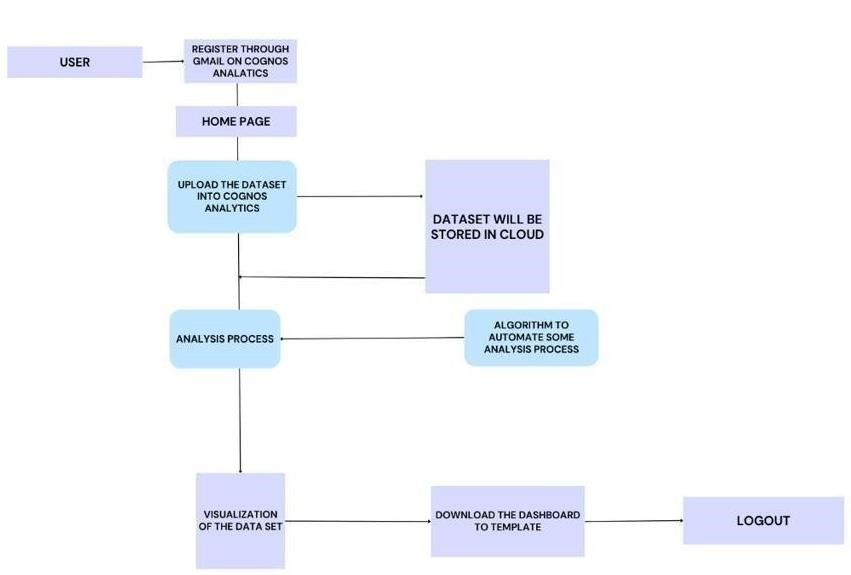 USER
REGISTER THROUGH
GMAIL ON COGNOS
ANALATICS
HOME PAGE
UPLOAD THE DATASET
INTO COGNOS
ANALYTICS
DATASET WILL BE
STORED IN CLOUD
ANALYSIS PROCESS
ALGORITHM TO
AUTOMATE SOME
ANALYSIS PROCESS
VISUALIZATION
OF THE DATA SET
DOWNLOAD THE DASHBOARD
TO TEMPLATE
LOGOUT